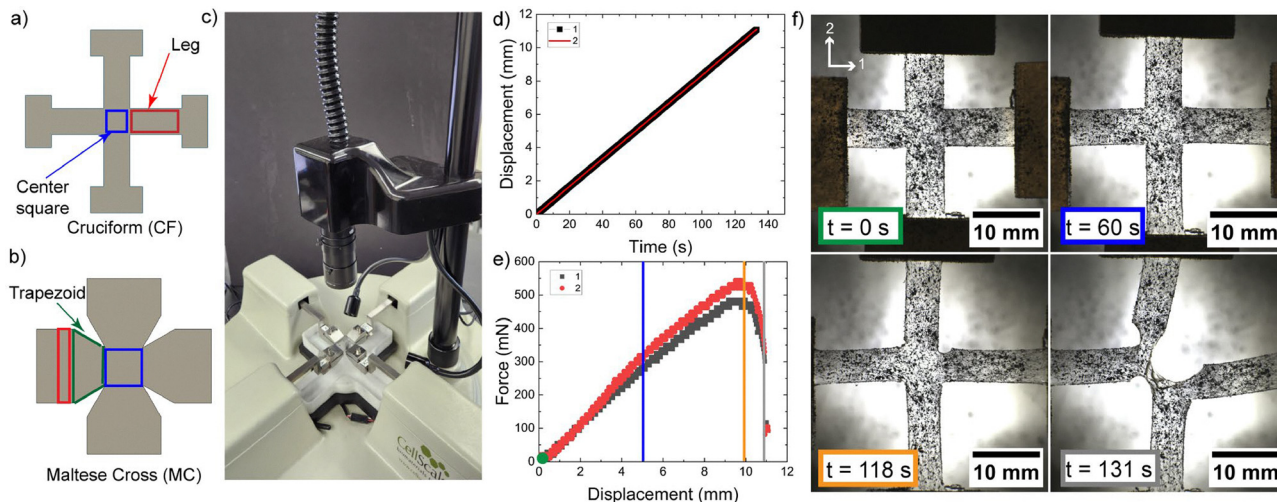 a)
Leg
Center
square
Cruiciform (CF)
b)
Trapezoid
Maltese Cross (MC)
c)
CellScale
d)
Displacement (mm)
12
10
8
6
4
2
0
1
2
0 20 40 60 80 100 120 140
Time (s)
e)
Force (mN)
600
500
400
300
200
100
0
1
2
0 2 4 6 8 10 12
Displacement (mm)
f)
2
1
t = 0 s
10 mm
t = 60 s
10 mm
t = 118 s
10 mm
t = 131 s
10 mm